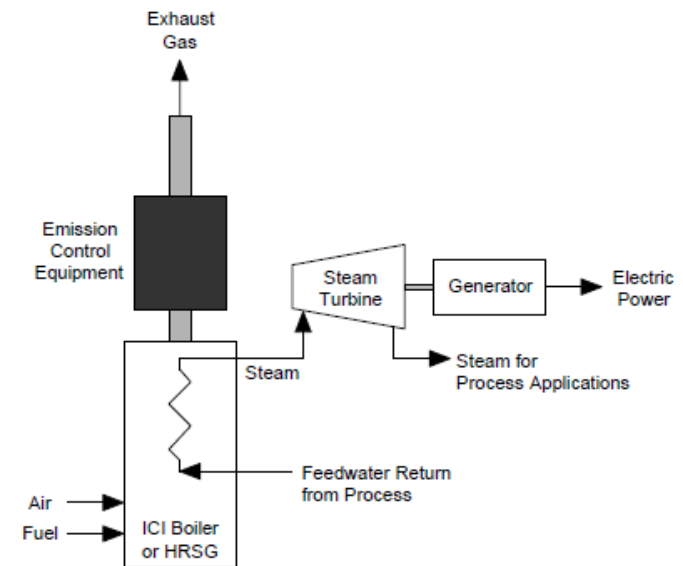 Exhaust
Gas
Emission
Control
Equipment
Steam
Turbine
Generator
Electric
Power
Steam
Steam for
Process Applications
Feedwater Return
from Process
Air
Fuel
ICI Boiler
or HRSG